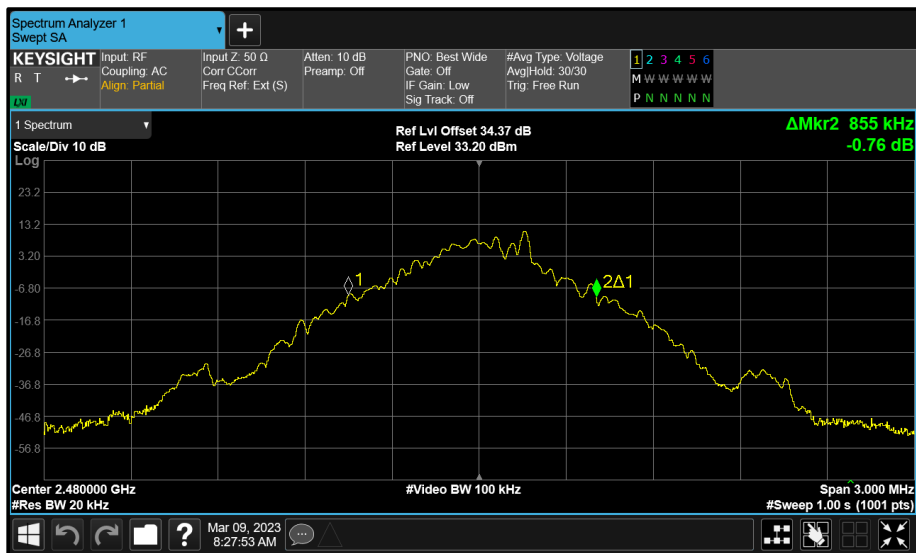 Spectrum Analyzer 1
Swept SA
+
KEYSIGHT
R T
LXI
Input: RF
Coupling: AC
Align: Partial
Input Z: 50 Ω
Corr CCorr
Freq Ref: Ext (S)
Atten: 10 dB
Preamp: Off
PNO: Best Wide
Gate: Off
IF Gain: Low
Sig Track: Off
#Avg Type: Voltage
Avg|Hold: 30/30
Trig: Free Run
1 2 3 4 5 6
M W W W W W
P N N N N N
1 Spectrum
Scale/Div 10 dB
Ref Lvl Offset 34.37 dB
Ref Level 33.20 dBm
ΔMkr2 855 kHz
-0.76 dB
Log
23.2
13.2
3.20
-6.80
-16.8
-26.8
-36.8
-46.8
-56.8
1
2Δ1
Center 2.480000 GHz
#Res BW 20 kHz
#Video BW 100 kHz
Span 3.000 MHz
#Sweep 1.00 s (1001 pts)
?
Mar 09, 2023
8:27:53 AM